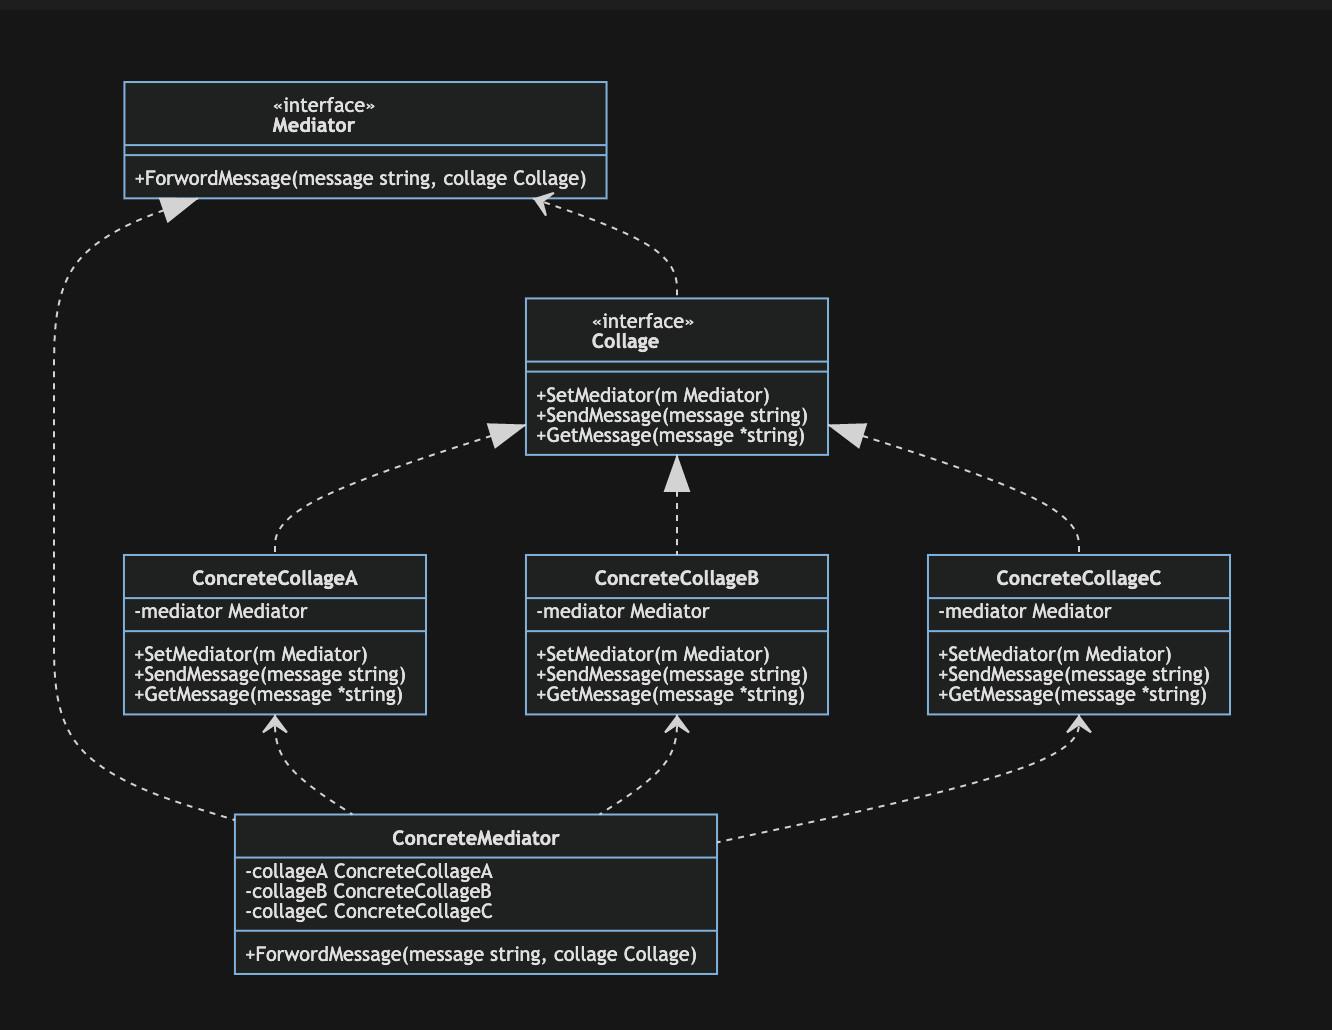 «interface»
Mediator
+ForwordMessage(message string, collage Collage)
«interface»
Collage
+SetMediator(m Mediator)
+SendMessage(message string)
+GetMessage(message *string)
ConcreteCollageA
-mediator Mediator
+SetMediator(m Mediator)
+SendMessage(message string)
+GetMessage(message *string)
ConcreteCollageB
-mediator Mediator
+SetMediator(m Mediator)
+SendMessage(message string)
+GetMessage(message *string)
ConcreteCollageC
-mediator Mediator
+SetMediator(m Mediator)
+SendMessage(message string)
+GetMessage(message *string)
ConcreteMediator
-collageA ConcreteCollageA
-collageB ConcreteCollageB
-collageC ConcreteCollageC
+ForwordMessage(message string, collage Collage)